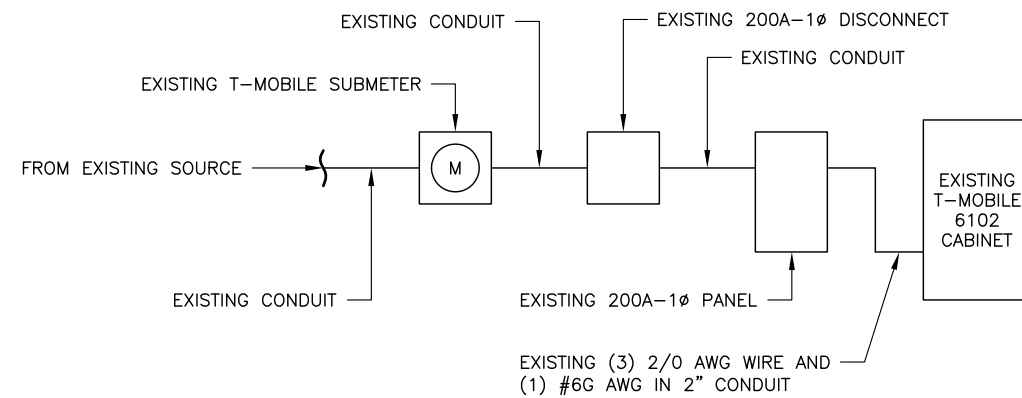 EXISTING CONDUIT
EXISTING 200A-1ø DISCONNECT
EXISTING CONDUIT
EXISTING T-MOBILE SUBMETER
FROM EXISTING SOURCE
M
EXISTING
T-MOBILE
6102
CABINET
EXISTING CONDUIT
EXISTING 200A-1ø PANEL
EXISTING (3) 2/0 AWG WIRE AND
(1) #6G AWG IN 2" CONDUIT